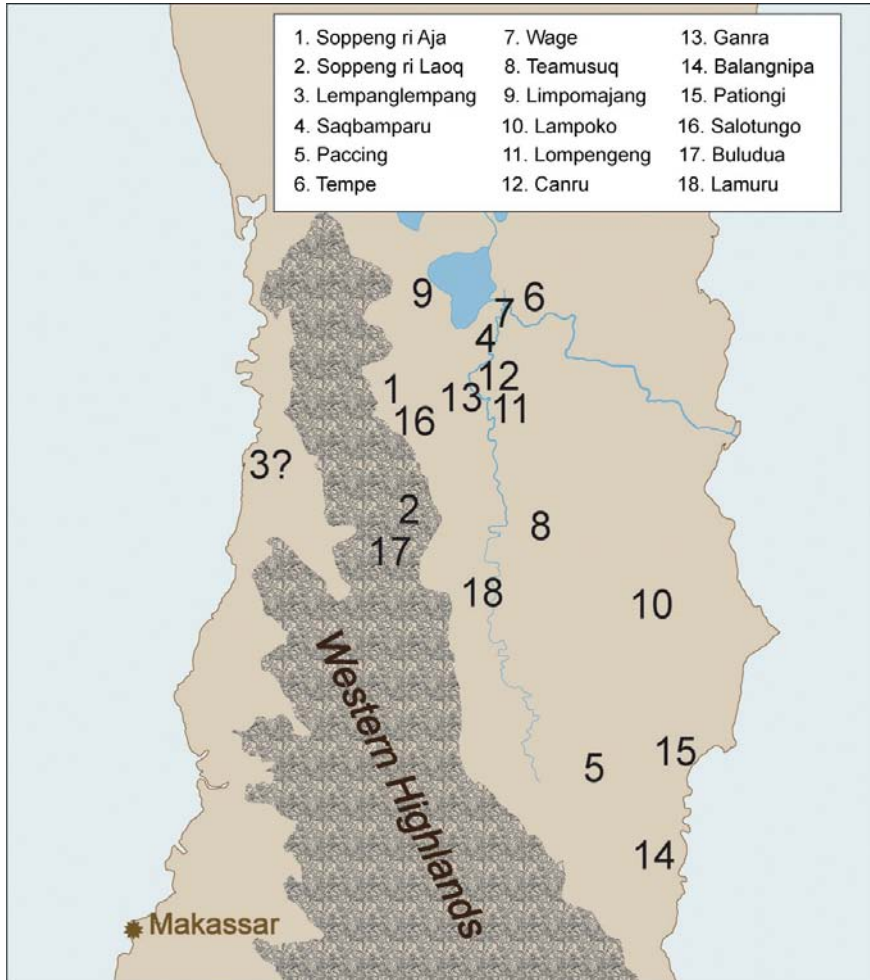 1. Soppeng ri Aja
2. Soppeng ri Laoq
3. Lempanglempang
4. Saqbamparu
5. Paccing
6. Tempe
7. Wage
8. Teamusuq
9. Limpomajang
10. Lampoko
11. Lompengeng
12. Canru
13. Ganra
14. Balangnipa
15. Pationgi
16. Salotungo
17. Buludua
18. Lamuru
9
7
6
4
1
13
12
16
11
3?
2
17
8
18
10
Western Highlands
5
15
14
Makassar